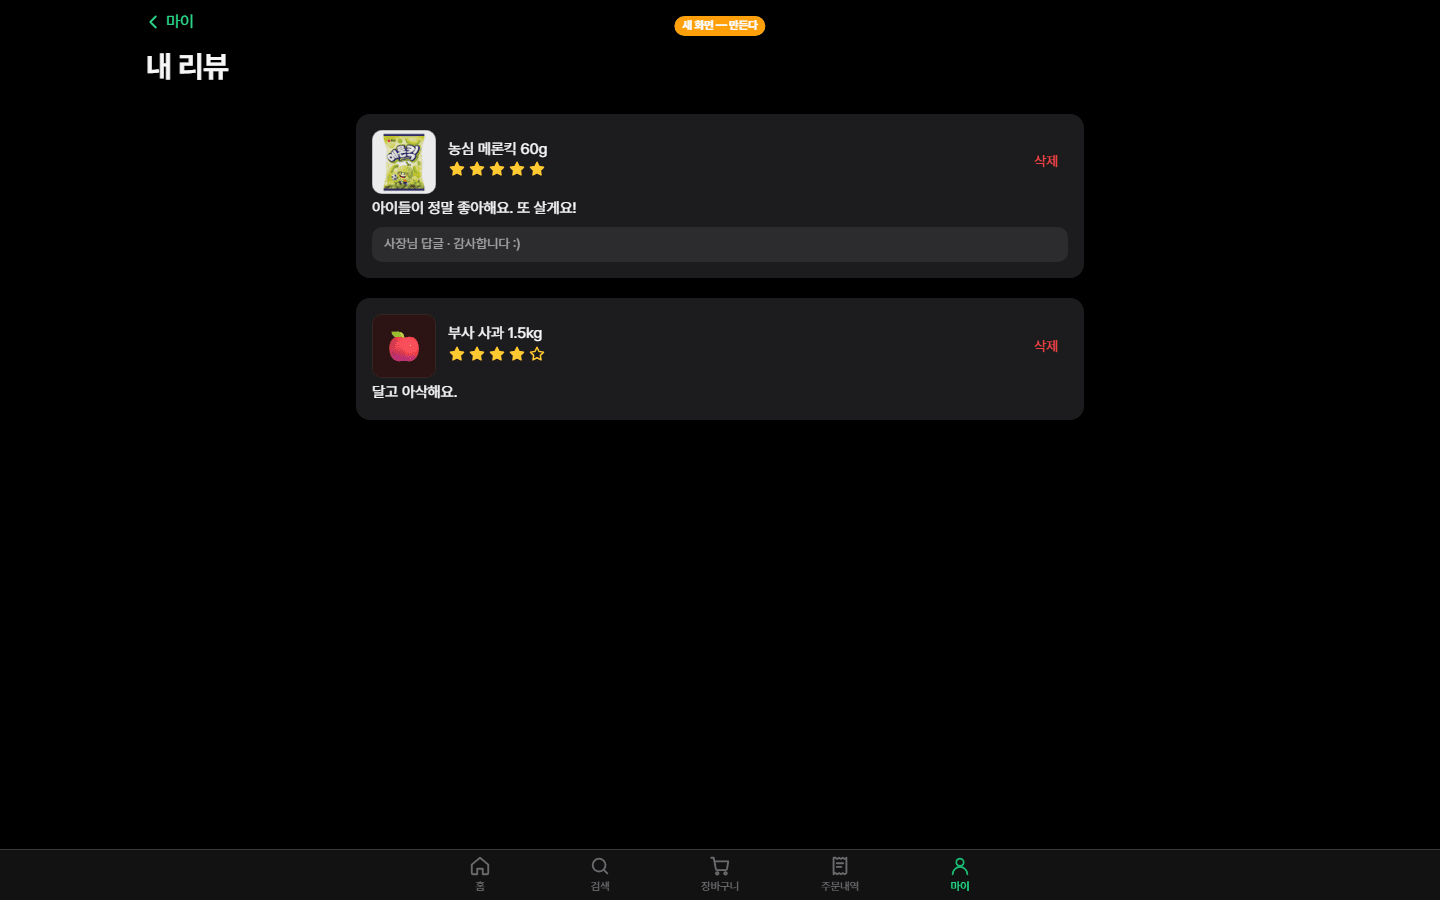 마이
새 화면 — 만든다
내 리뷰
메론킥
농심 메론킥 60g
삭제
아이들이 정말 좋아해요. 또 살게요!
사장님 답글 · 감사합니다 :)
부사 사과 1.5kg
삭제
달고 아삭해요.
홈
검색
장바구니
주문내역
마이